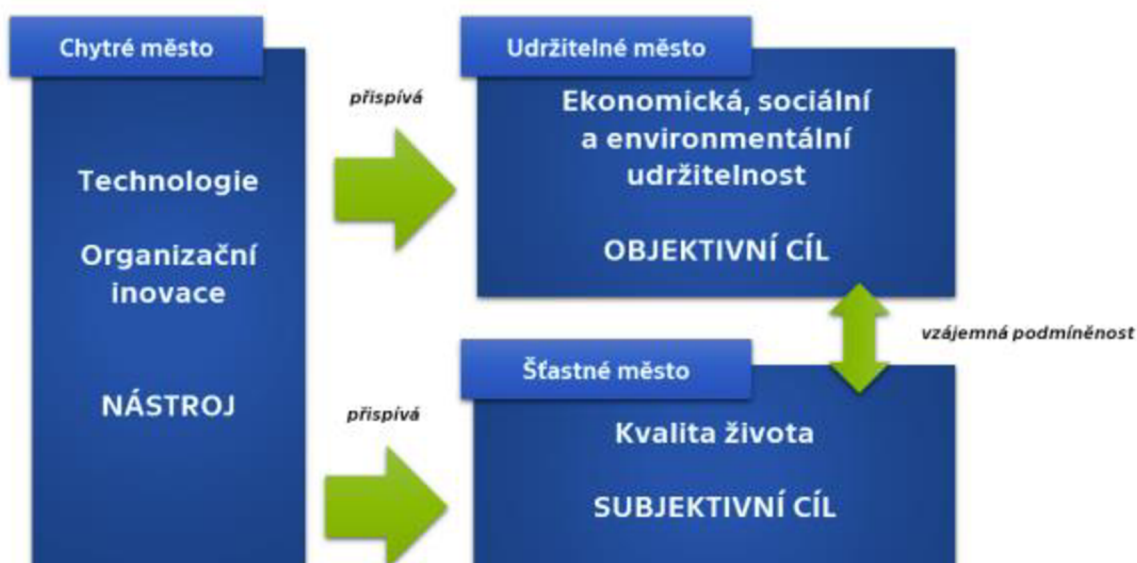 Chytré město
Technologie
Organizační
inovace
NÁSTROJ
přispívá
přispívá
Udržitelné město
Ekonomická, sociální
a environmentální
udržitelnost
OBJEKTIVNÍ CÍL
vzájemná podmíněnost
Šťastné město
Kvalita života
SUBJEKTIVNÍ CÍL